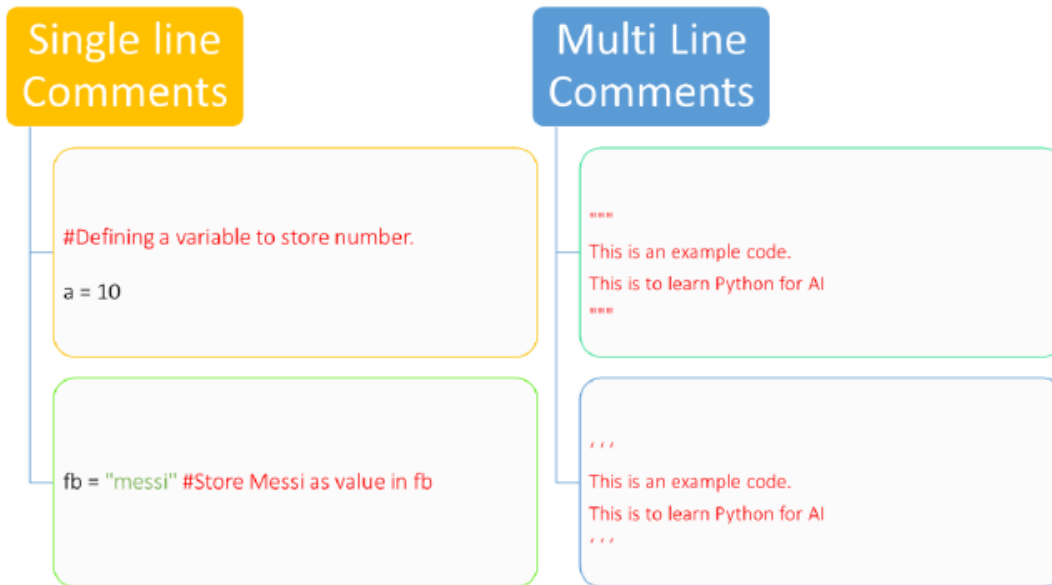 Single line
Comments
#Defining a variable to store number.
a = 10
fb = "messi" #Store Messi as value in fb
Multi Line
Comments
"""
This is an example code.
This is to learn Python for AI
"""
‘ ‘ ‘
This is an example code.
This is to learn Python for AI
‘ ‘ ‘